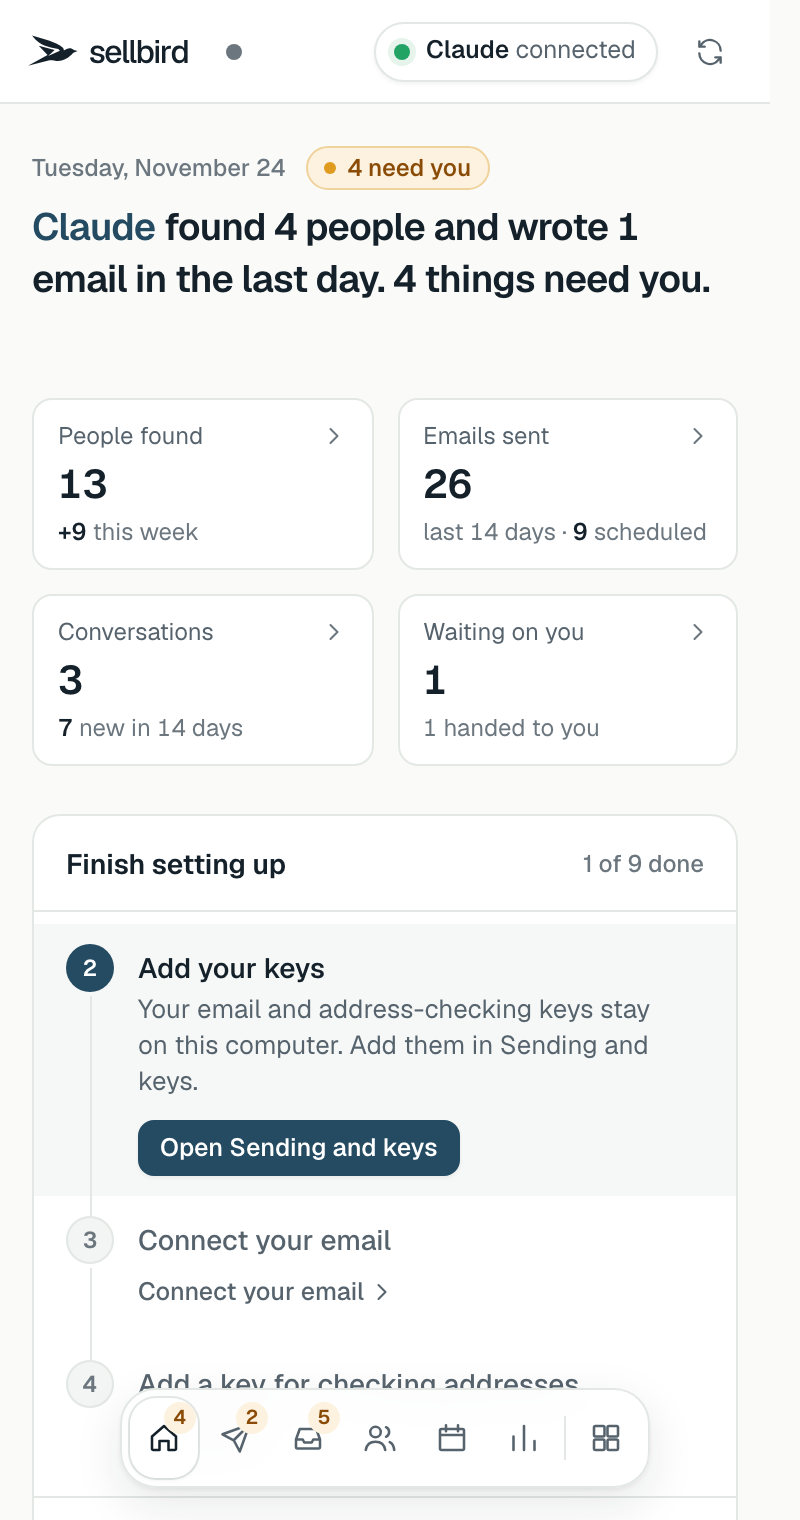 sellbird
Claude connected
Tuesday, November 24
4 need you
Claude found 4 people and wrote 1
email in the last day. 4 things need you.
People found
13
+9 this week
Emails sent
26
last 14 days · 9 scheduled
Conversations
3
7 new in 14 days
Waiting on you
1
1 handed to you
Finish setting up
1 of 9 done
2
Add your keys
Your email and address-checking keys stay
on this computer. Add them in Sending and
keys.
Open Sending and keys
3
Connect your email
Connect your email
4
Add a key for checking addresses
4
2
5